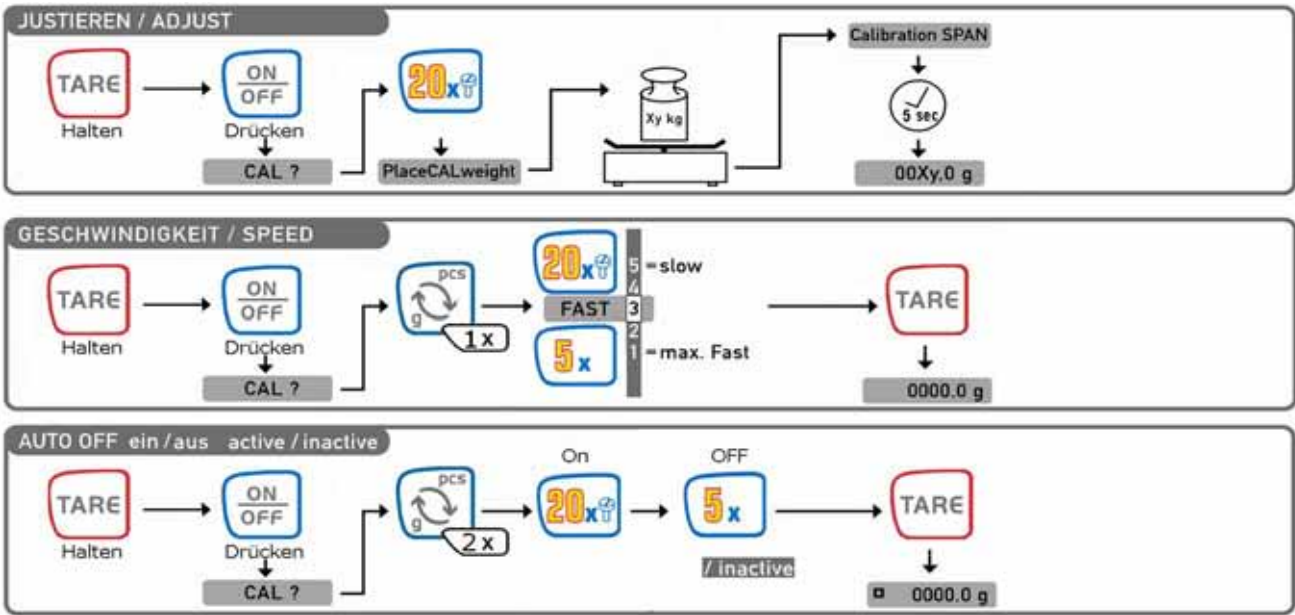 JUSTIEREN / ADJUST
TARE
Halten
ON
OFF
Drücken
CAL ?
20x
PlaceCALweight
Xy kg
Calibration SPAN
5 sec
00Xy,0 g
GESCHWINDIGKEIT / SPEED
TARE
Halten
ON
OFF
Drücken
CAL ?
pcs
g
1x
20x
5 =slow
4
FAST 3
2
5x
1 =max. Fast
TARE
0000.0 g
AUTO OFF ein/aus active/inactive
TARE
Halten
ON
OFF
Drücken
CAL ?
pcs
g
2x
On
20x
OFF
5x
/ inactive
TARE
0000.0 g